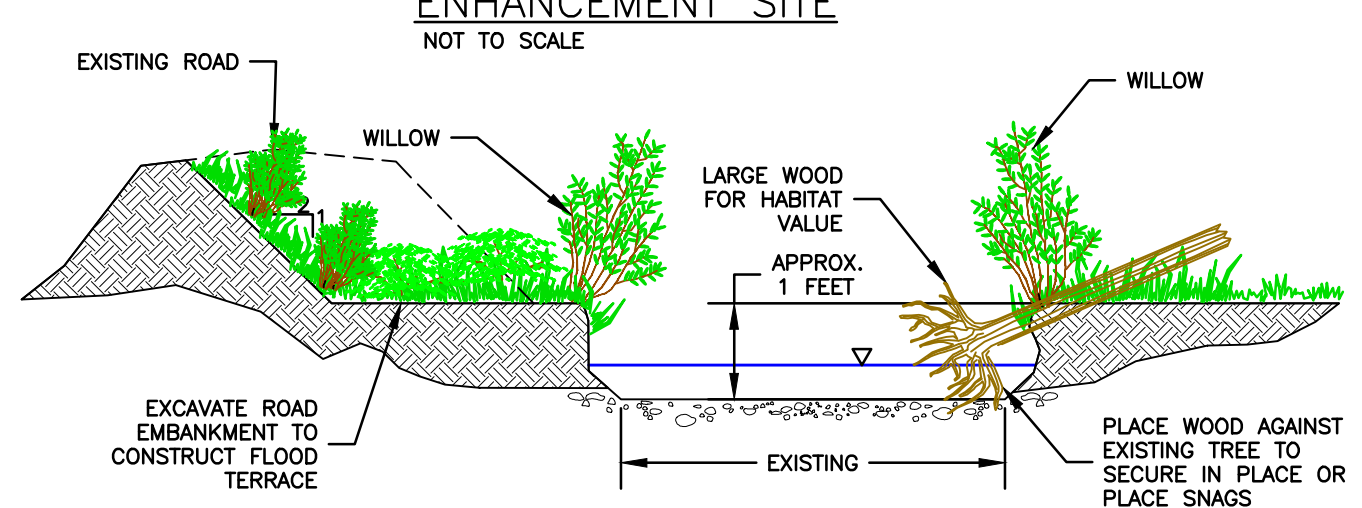 ENHANCEMENT SITE
NOT TO SCALE
EXISTING ROAD
WILLOW
WILLOW
LARGE WOOD
FOR HABITAT
VALUE
2
1
APPROX.
1 FEET
EXCAVATE ROAD
EMBANKMENT TO
CONSTRUCT FLOOD
TERRACE
EXISTING
PLACE WOOD AGAINST
EXISTING TREE TO
SECURE IN PLACE OR
PLACE SNAGS